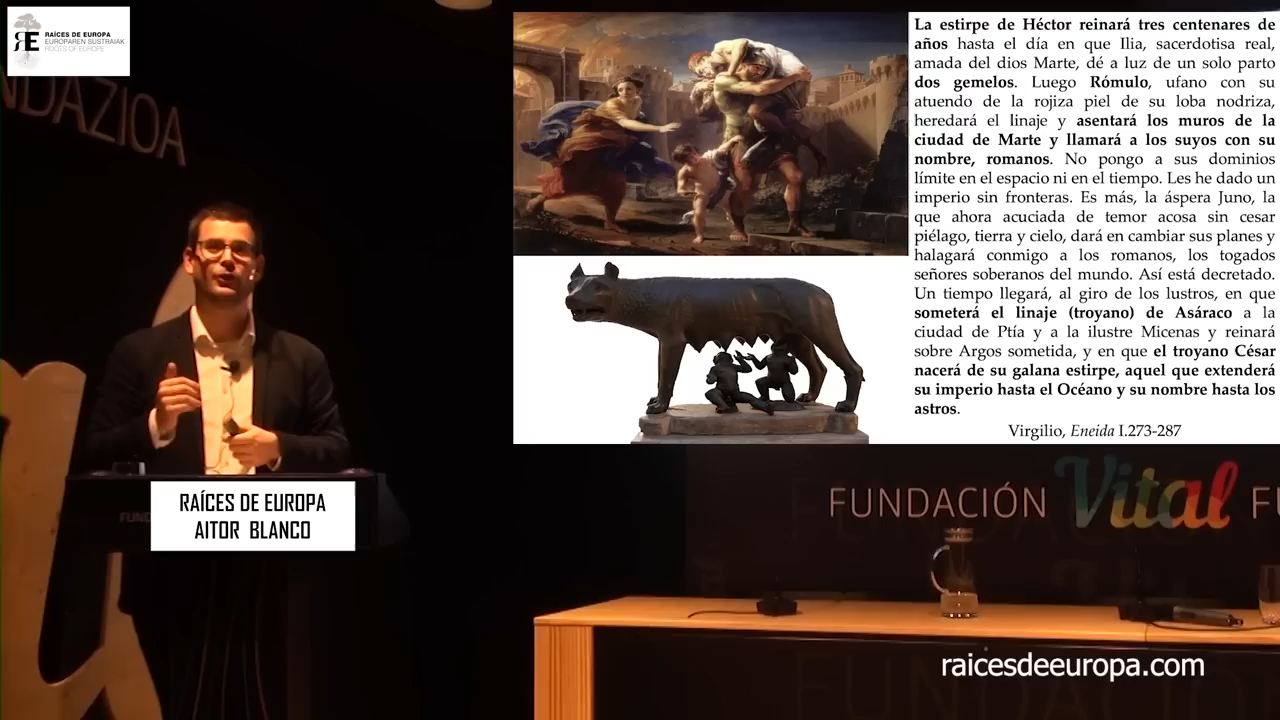 RAÍCES DE EUROPA
EUROPAREN SUSTRAIAK
ROOTS OF EUROPE
NDAZIOA
La estirpe de Héctor reinará tres centenares de
años hasta el día en que Ilia, sacerdotisa real,
amada del dios Marte, dé a luz de un solo parto
dos gemelos. Luego Rómulo, ufano con su
atuendo de la rojiza piel de su loba nodriza,
heredará el linaje y asentará los muros de la
ciudad de Marte y llamará a los suyos con su
nombre, romanos. No pongo a sus dominios
límite en el espacio ni en el tiempo. Les he dado un
imperio sin fronteras. Es más, la áspera Juno, la
que ahora acuciada de temor acosa sin cesar
piélago, tierra y cielo, dará en cambiar sus planes y
halagará conmigo a los romanos, los togados
señores soberanos del mundo. Así está decretado.
Un tiempo llegará, al giro de los lustros, en que
someterá el linaje (troyano) de Asáraco a la
ciudad de Ptía y a la ilustre Micenas y reinará
sobre Argos sometida, y en que el troyano César
nacerá de su galana estirpe, aquel que extenderá
su imperio hasta el Océano y su nombre hasta los
astros.
Virgilio, Eneida I.273-287
RAÍCES DE EUROPA
AITOR BLANCO
FUND
FUNDACIÓN Vital F
raicesdeeuropa.com